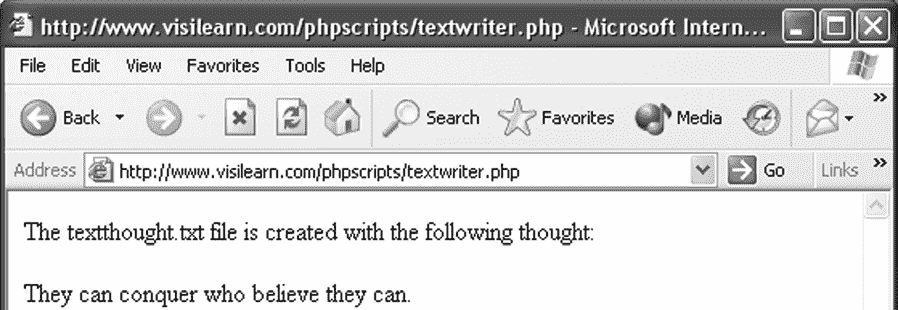 http://www.visilearn.com/phpscripts/textwriter.php - Microsoft Intern...
File Edit View Favorites Tools Help
Back Search Favorites Media »
Address http://www.visilearn.com/phpscripts/textwriter.php Go Links »
The textthought.txt file is created with the following thought:
They can conquer who believe they can.